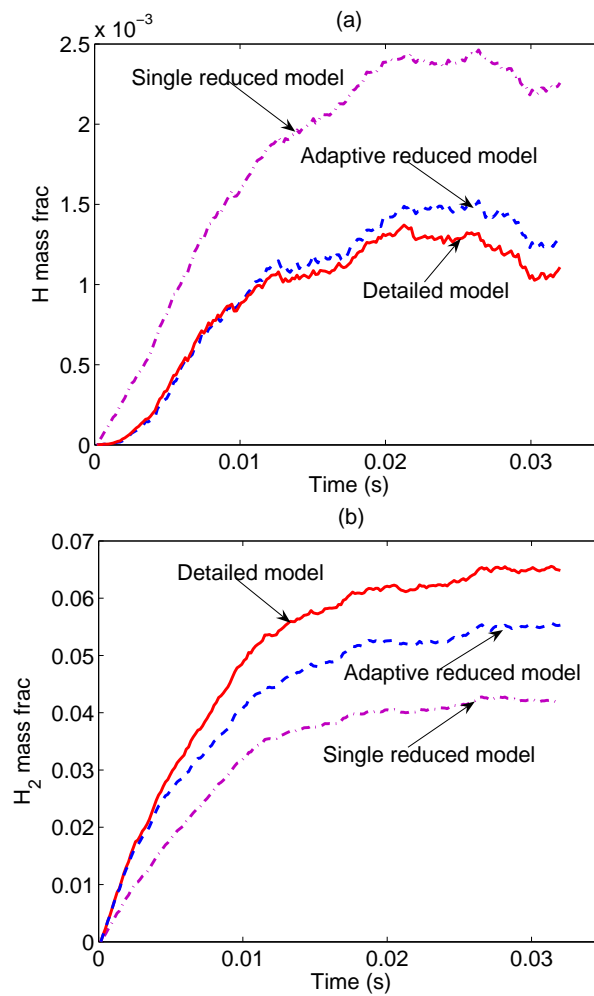 (a)
x 10⁻³
2.5
2
1.5
1
0.5
0
H mass frac
Single reduced model
Adaptive reduced model
Detailed model
0 0.01 0.02 0.03
Time (s)
(b)
0.07
0.06
0.05
0.04
0.03
0.02
0.01
0
H₂ mass frac
Detailed model
Adaptive reduced model
Single reduced model
0 0.01 0.02 0.03
Time (s)